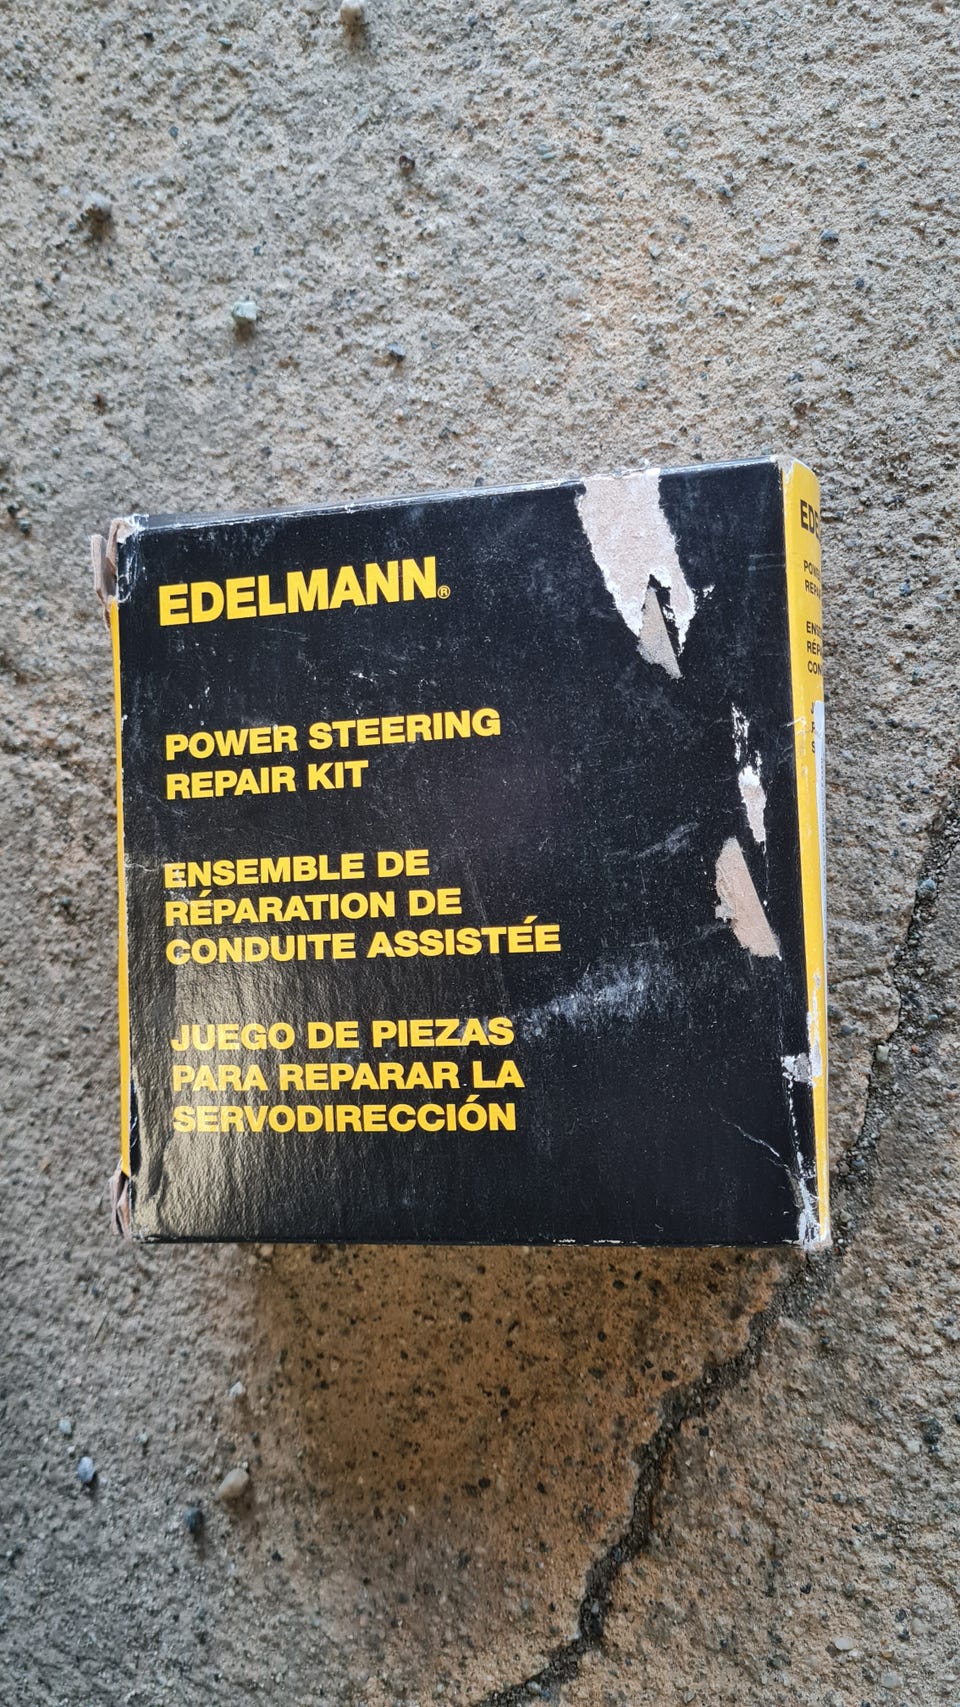 EDELMANN®
POWER STEERING
REPAIR KIT
ENSEMBLE DE
RÉPARATION DE
CONDUITE ASSISTÉE
JUEGO DE PIEZAS
PARA REPARAR LA
SERVODIRECCIÓN